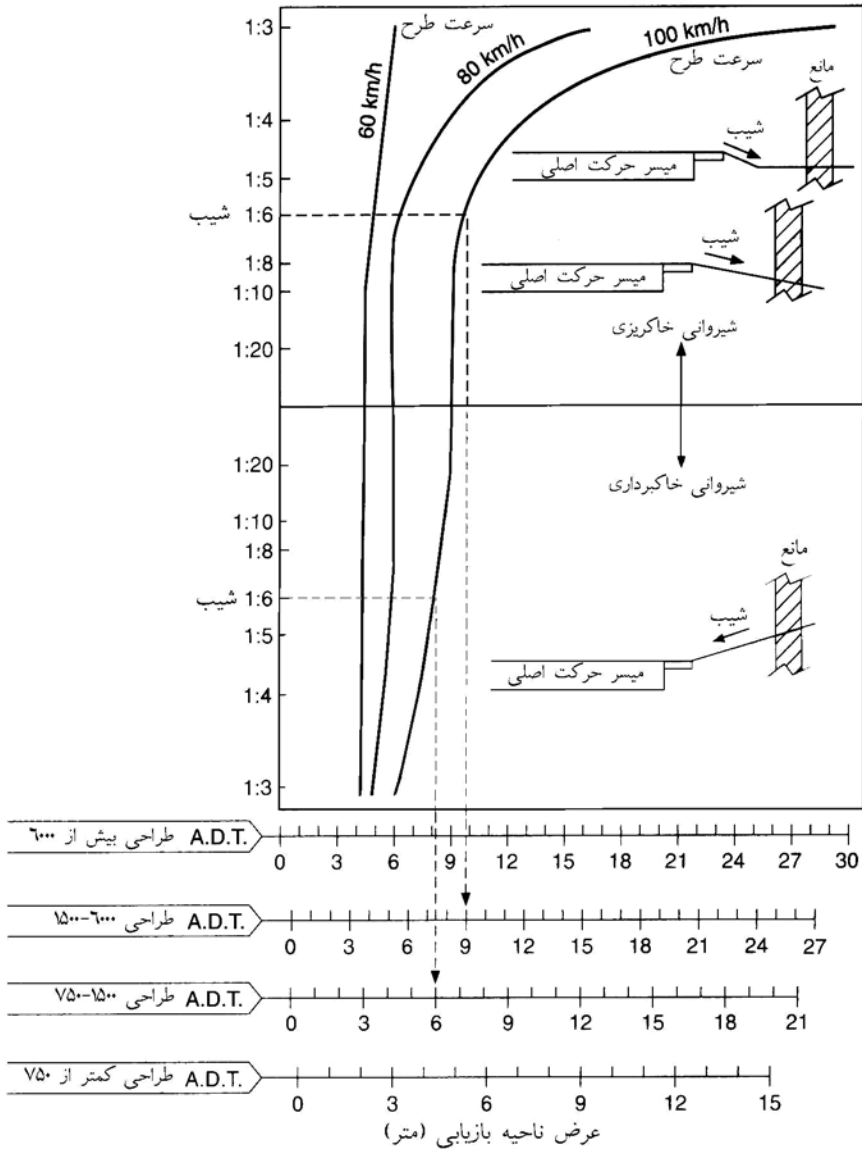 1:3
سرعت طرح
60 km/h
80 km/h
100 km/h
سرعت طرح
مانع
1:4
شیب
میسر حرکت اصلی
1:5
شیب 1:6
شیب
1:8
میسر حرکت اصلی
1:10
شیروانی خاکریزی
1:20
1:20
شیروانی خاکبرداری
1:10
1:8
مانع
شیب 1:6
شیب
1:5
میسر حرکت اصلی
1:4
1:3
A.D.T. طراحی بیش از ۶۰۰۰
0 3 6 9 12 15 18 21 24 27 30
A.D.T. طراحی ۶۰۰۰-۱۵۰۰
0 3 6 9 12 15 18 21 24 27
A.D.T. طراحی ۱۵۰۰-۷۵۰
0 3 6 9 12 15 18 21
A.D.T. طراحی کمتر از ۷۵۰
0 3 6 9 12 15
عرض ناحیه بازیابی (متر)